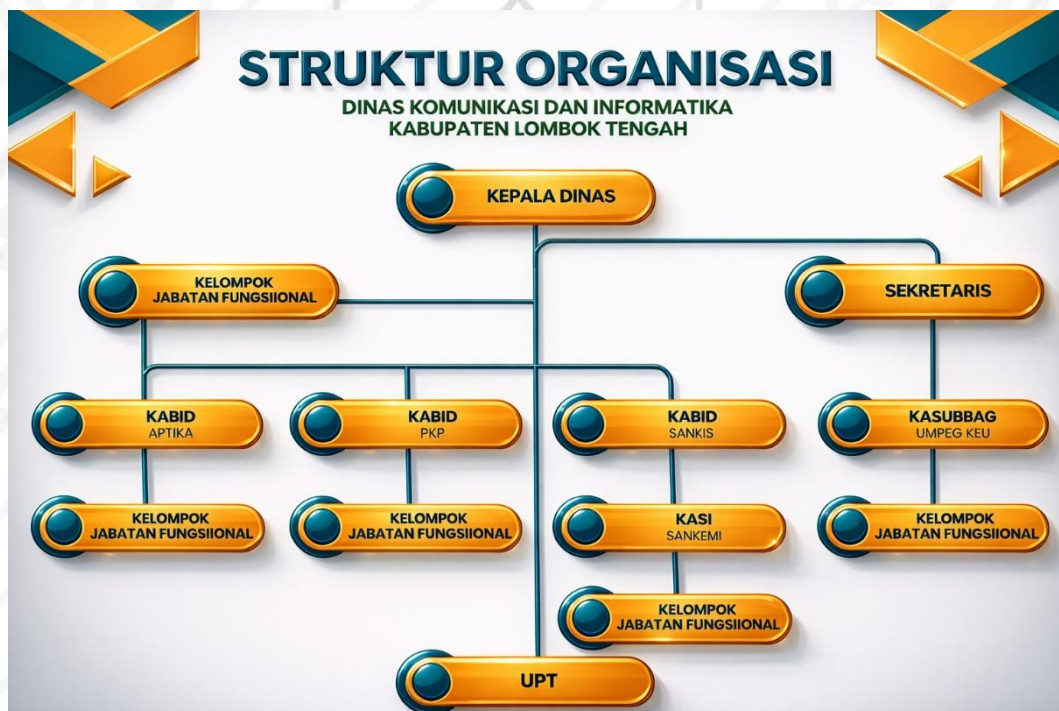 STRUKTUR ORGANISASI
DINAS KOMUNIKASI DAN INFORMATIKA
KABUPATEN LOMBOK TENGAH
KEPALA DINAS
KELOMPOK
JABATAN FUNGSIIONAL
SEKRETARIS
KABID
APTIKA
KABID
PKP
KABID
SANKIS
KASUBBAG
UMPEG KEU
KELOMPOK
JABATAN FUNGSIIONAL
KELOMPOK
JABATAN FUNGSIIONAL
KASI
SANKEMI
KELOMPOK
JABATAN FUNGSIIONAL
KELOMPOK
JABATAN FUNGSIIONAL
UPT